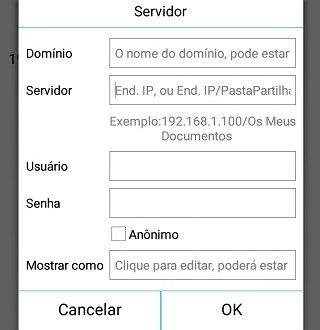 Servidor
Domínio
O nome do domínio, pode estar
Servidor
End. IP, ou End. IP/PastaPartilha
Exemplo:192.168.1.100/Os Meus
Documentos
Usuário
Senha
Anônimo
Mostrar como
Clique para editar, poderá estar
Cancelar
OK